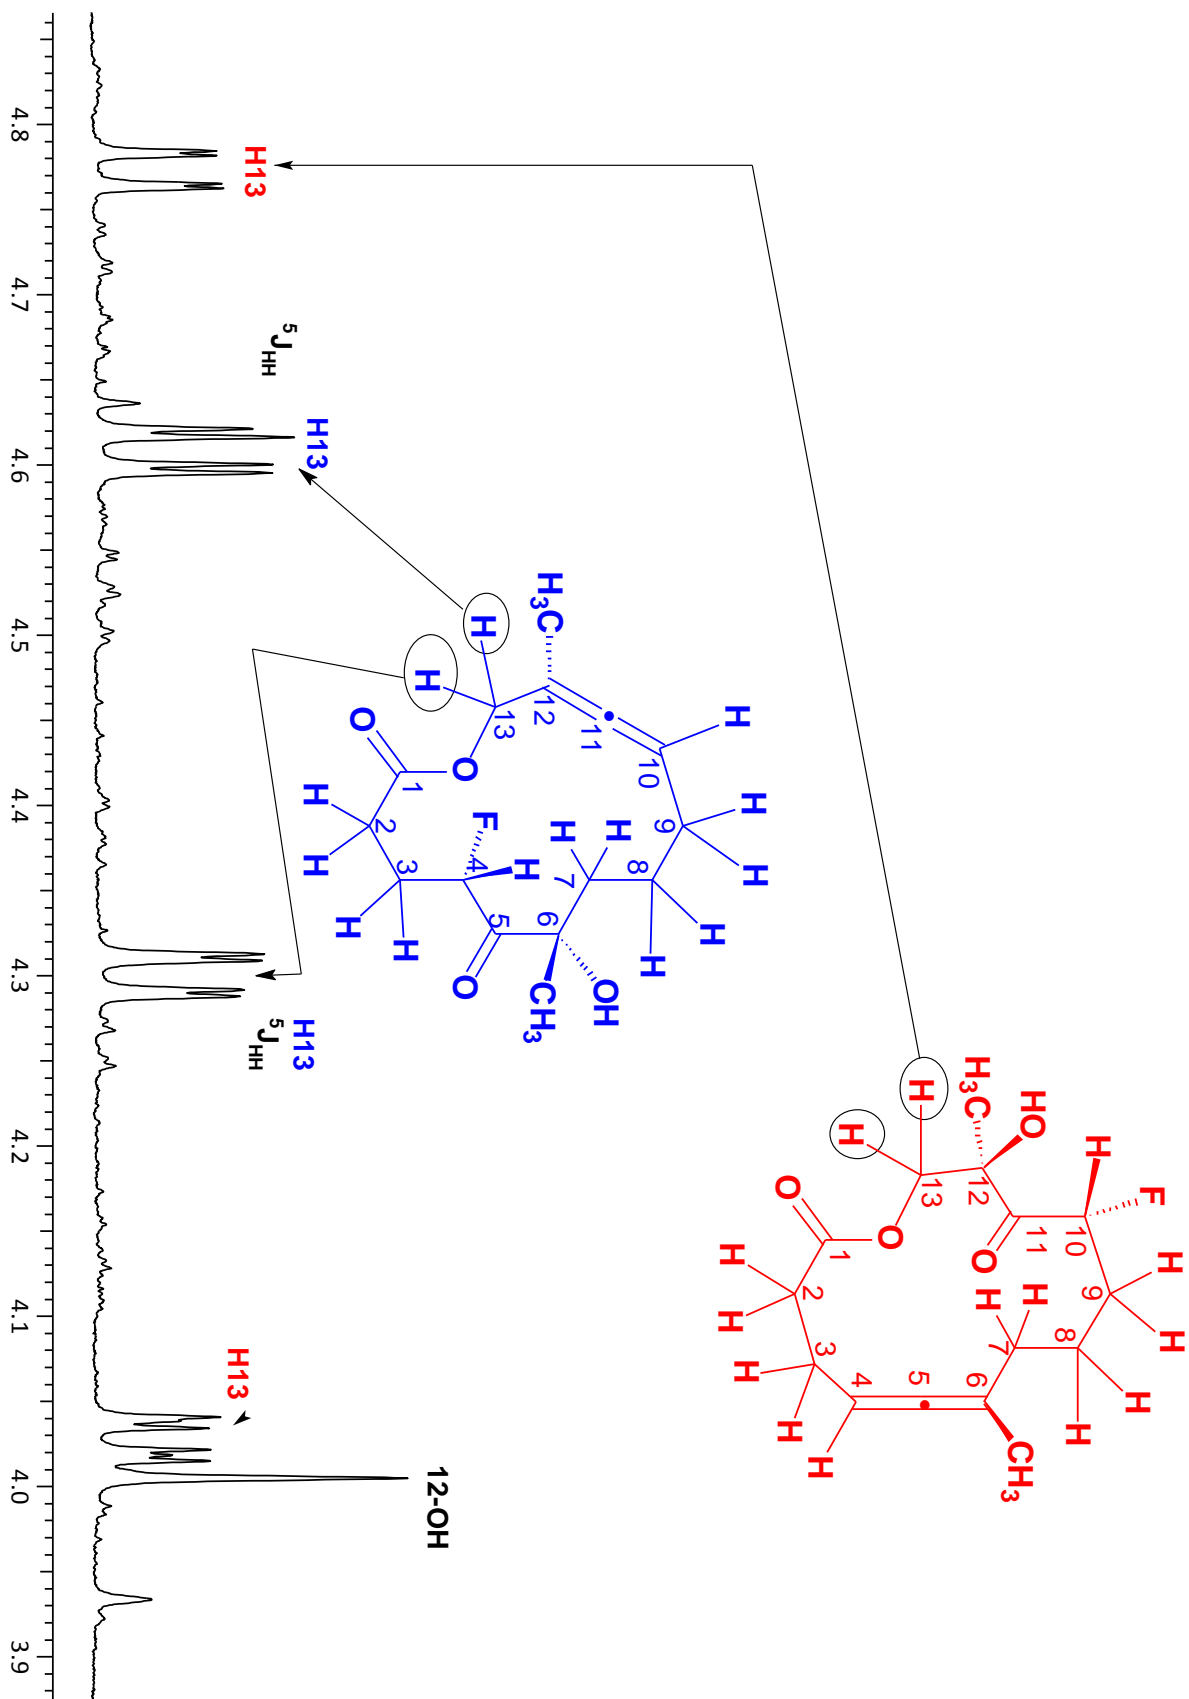 H H
F
H
H 9
H
10 8
HO 11 H
CH3
7
H3C 12 O H 6
H 13 5
O
H 1 4
2 3 H
O H
H
H H
H H
H
H
9
H
10 8
H
OH
11
H 7
H3C 12 6 CH3
H
13 5
H F 4
O O
H
1 3 H
2
O
H
H H
12-OH
H13
H13
5JHH
H13
5JHH
H13
H13
4.8 4.7 4.6 4.5 4.4 4.3 4.2 4.1 4.0 3.9